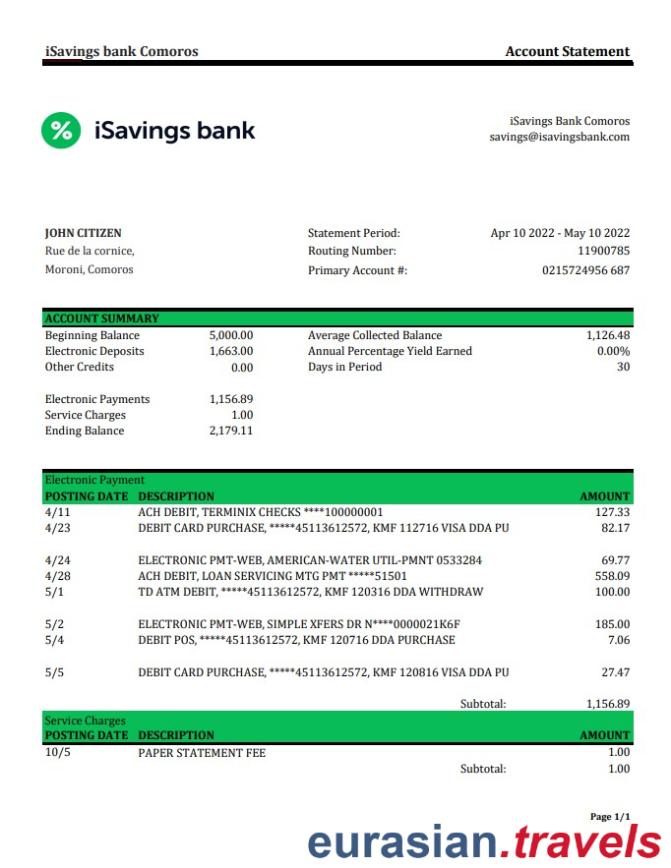 iSavings bank Comoros Account Statement
% iSavings bank
iSavings Bank Comoros
savings@isavingsbank.com
JOHN CITIZEN
Rue de la cornice,
Moroni, Comoros
Statement Period: Apr 10 2022 - May 10 2022
Routing Number: 11900785
Primary Account #: 0215724956 687
ACCOUNT SUMMARY
Beginning Balance 5,000.00 Average Collected Balance 1,126.48
Electronic Deposits 1,663.00 Annual Percentage Yield Earned 0.00%
Other Credits 0.00 Days in Period 30
Electronic Payments 1,156.89
Service Charges 1.00
Ending Balance 2,179.11
Electronic Payment
POSTING DATE DESCRIPTION AMOUNT
4/11 ACH DEBIT, TERMINIX CHECKS ****100000001 127.33
4/23 DEBIT CARD PURCHASE, *****45113612572, KMF 112716 VISA DDA PU 82.17
4/24 ELECTRONIC PMT-WEB, AMERICAN-WATER UTIL-PMNT 0533284 69.77
4/28 ACH DEBIT, LOAN SERVICING MTG PMT *****51501 558.09
5/1 TD ATM DEBIT, *****45113612572, KMF 120316 DDA WITHDRAW 100.00
5/2 ELECTRONIC PMT-WEB, SIMPLE XFERS DR N****0000021K6F 185.00
5/4 DEBIT POS, *****45113612572, KMF 120716 DDA PURCHASE 7.06
5/5 DEBIT CARD PURCHASE, *****45113612572, KMF 120816 VISA DDA PU 27.47
Subtotal: 1,156.89
Service Charges
POSTING DATE DESCRIPTION AMOUNT
10/5 PAPER STATEMENT FEE 1.00
Subtotal: 1.00
Page 1/1
eurasian.travels